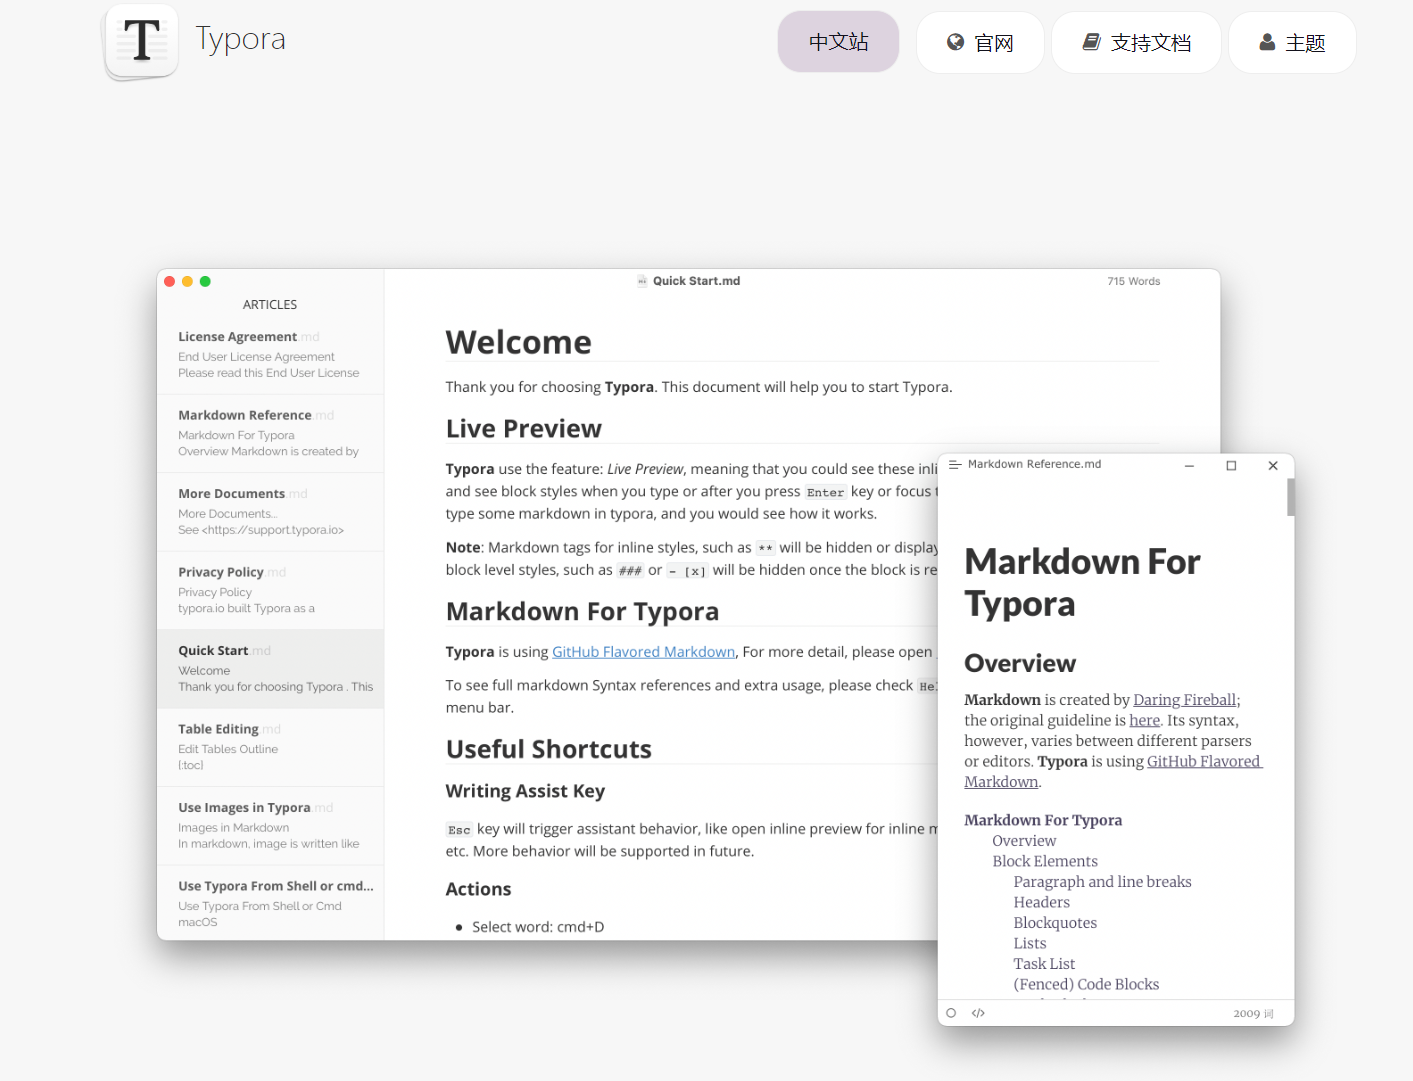 T Typora
中文站 官网 支持文档 主题
Quick Start.md
715 Words
ARTICLES
License Agreement.md
End User License Agreement
Please read this End User License
Markdown Reference.md
Markdown For Typora
Overview Markdown is created by
More Documents.md
More Documents...
See <https://support.typora.io>
Privacy Policy.md
Privacy Policy
typora.io built Typora as a
Quick Start.md
Welcome
Thank you for choosing Typora . This
Table Editing.md
Edit Tables Outline
{:toc}
Use Images in Typora.md
Images in Markdown
In markdown, image is written like
Use Typora From Shell or cmd...
Use Typora From Shell or Cmd
macOS
Welcome
Thank you for choosing Typora. This document will help you to start Typora.
Live Preview
Typora use the feature: Live Preview, meaning that you could see these inli
and see block styles when you type or after you press Enter key or focus
type some markdown in typora, and you would see how it works.
Note: Markdown tags for inline styles, such as ** will be hidden or display
block level styles, such as ### or - [x] will be hidden once the block is re
Markdown For Typora
Typora is using GitHub Flavored Markdown, For more detail, please open
To see full markdown Syntax references and extra usage, please check Hel
menu bar.
Useful Shortcuts
Writing Assist Key
Esc key will trigger assistant behavior, like open inline preview for inline m
etc. More behavior will be supported in future.
Actions
• Select word: cmd+D
Markdown Reference.md
Markdown For
Typora
Overview
Markdown is created by Daring Fireball;
the original guideline is here. Its syntax,
however, varies between different parsers
or editors. Typora is using GitHub Flavored
Markdown.
Markdown For Typora
Overview
Block Elements
Paragraph and line breaks
Headers
Blockquotes
Lists
Task List
(Fenced) Code Blocks
</> 2009 词